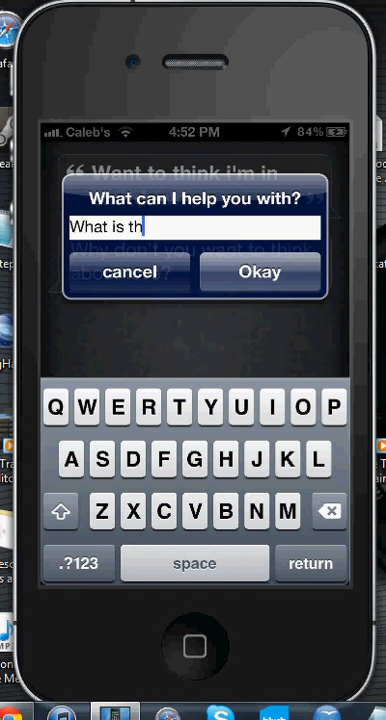 Caleb's 4:52 PM 84%
“ Want to think i'm in
What can I help you with?
What is th
Why don't you want to think
about ?
cancel Okay
Q W E R T Y U I O P
A S D F G H J K L
Z X C V B N M
.?123 space return